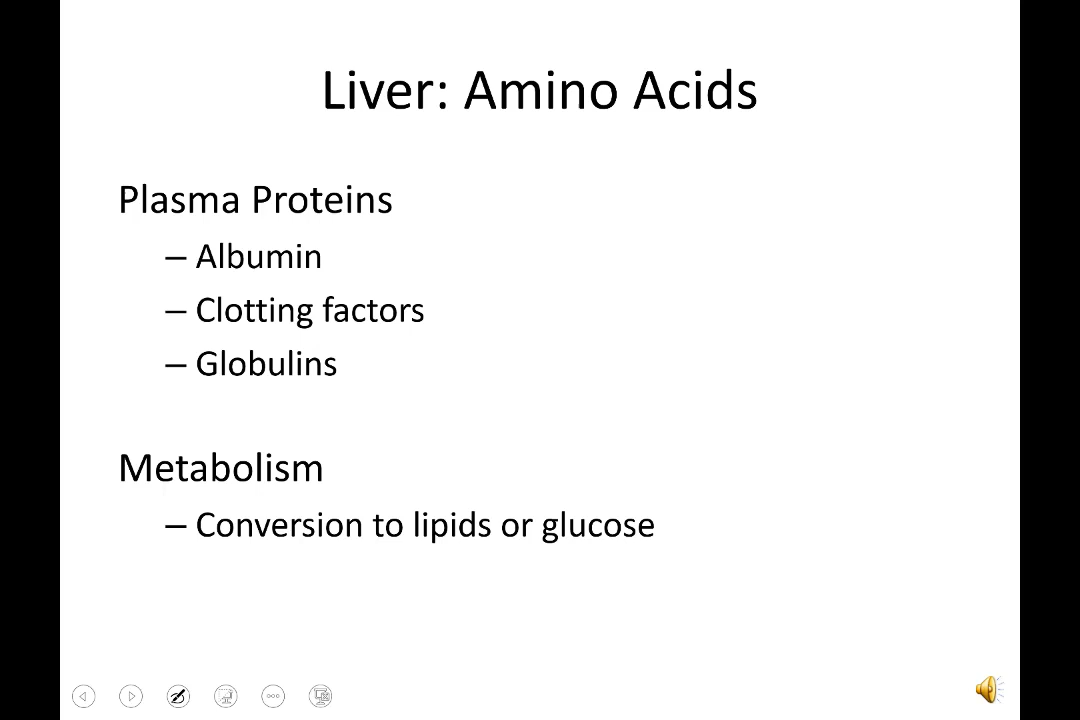 Liver: Amino Acids
Plasma Proteins
– Albumin
– Clotting factors
– Globulins
Metabolism
– Conversion to lipids or glucose